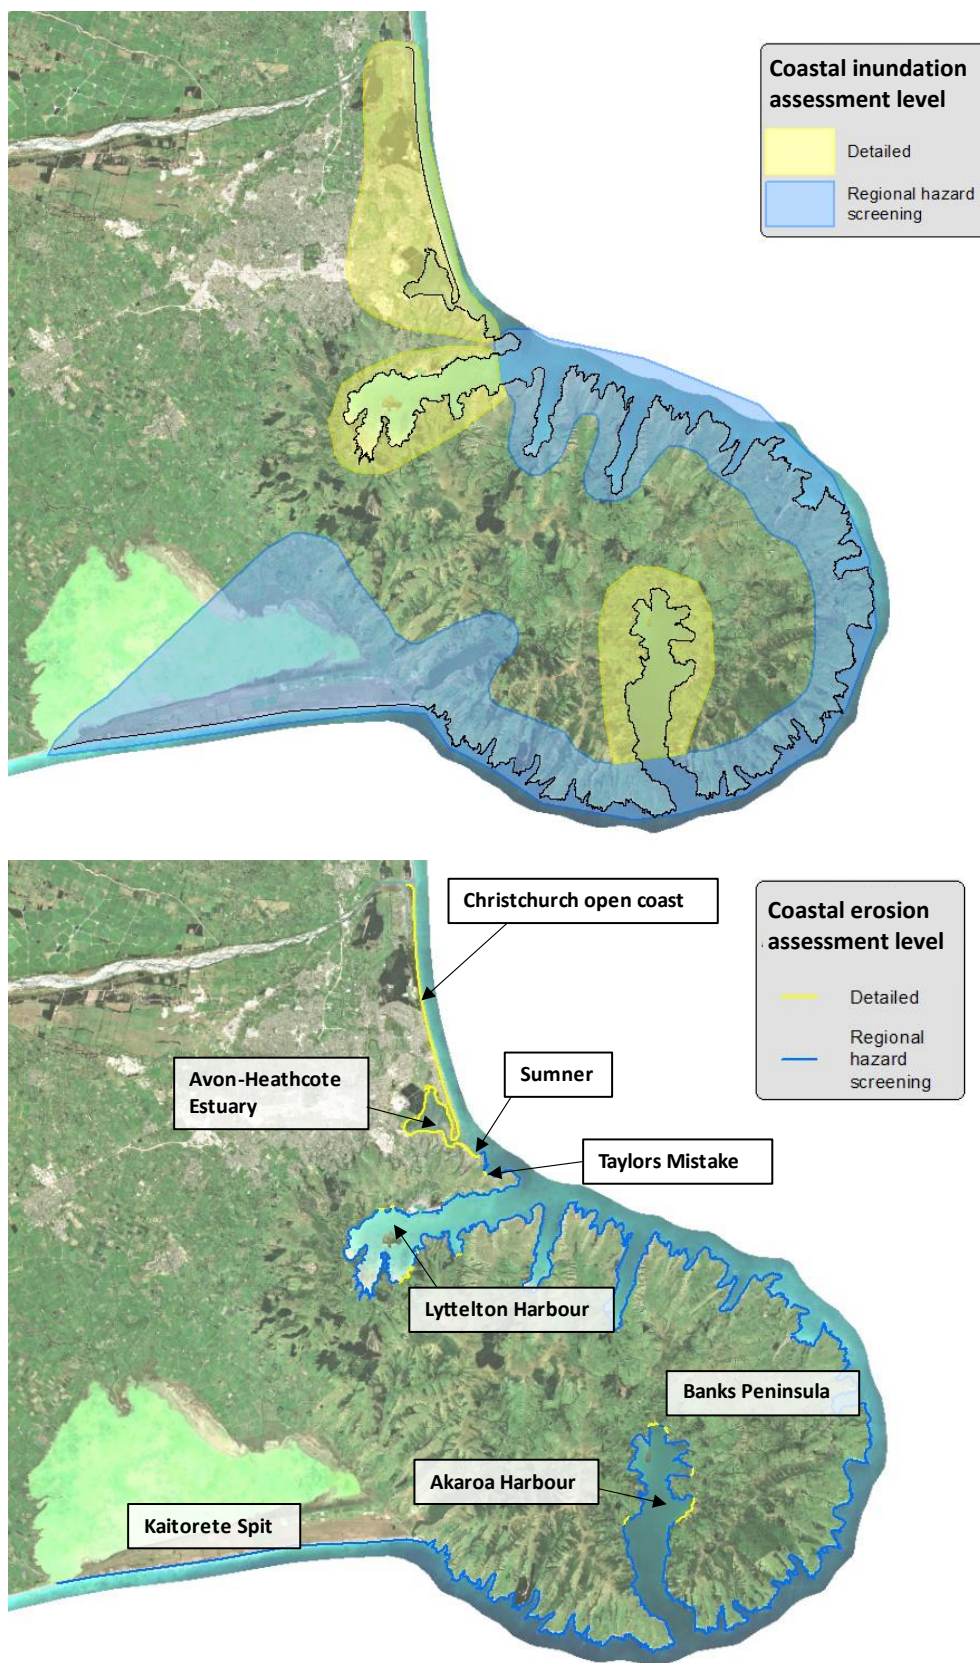 Coastal inundation
assessment level
Detailed
Regional hazard
screening
Christchurch open coast
Coastal erosion
assessment level
Detailed
Regional
hazard
screening
Avon-Heathcote
Estuary
Sumner
Taylors Mistake
Lyttelton Harbour
Banks Peninsula
Akaroa Harbour
Kaitorete Spit